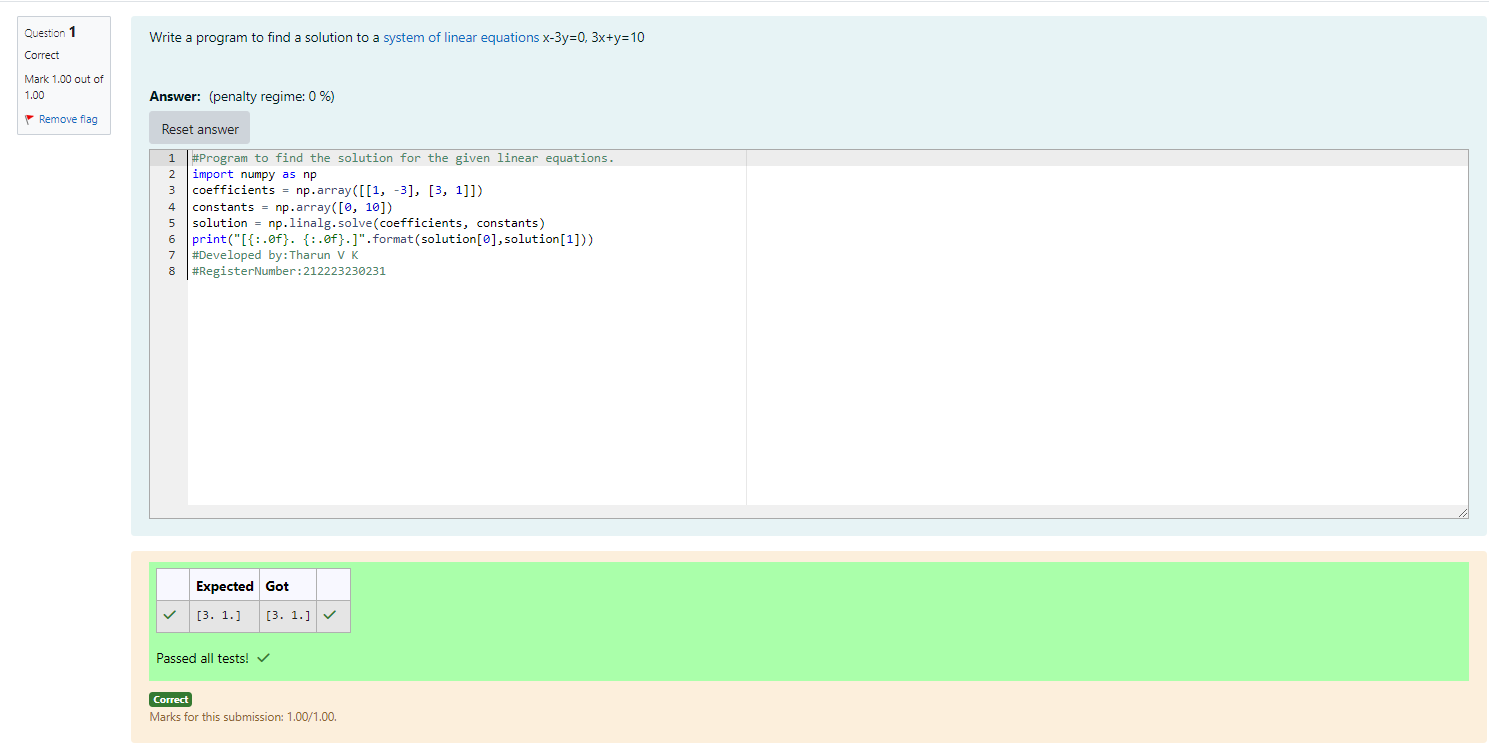 Question 1
Correct
Mark 1.00 out of
1.00
Remove flag
Write a program to find a solution to a system of linear equations x-3y=0, 3x+y=10
Answer: (penalty regime: 0 %)
Reset answer
1 #Program to find the solution for the given linear equations.
2 import numpy as np
3 coefficients = np.array([[1, -3], [3, 1]])
4 constants = np.array([0, 10])
5 solution = np.linalg.solve(coefficients, constants)
6 print("[{:.0f}. {:.0f}.]".format(solution[0],solution[1]))
7 #Developed by:Tharun V K
8 #RegisterNumber:212223230231
Expected Got
[3. 1.] [3. 1.]
Passed all tests!
Correct
Marks for this submission: 1.00/1.00.